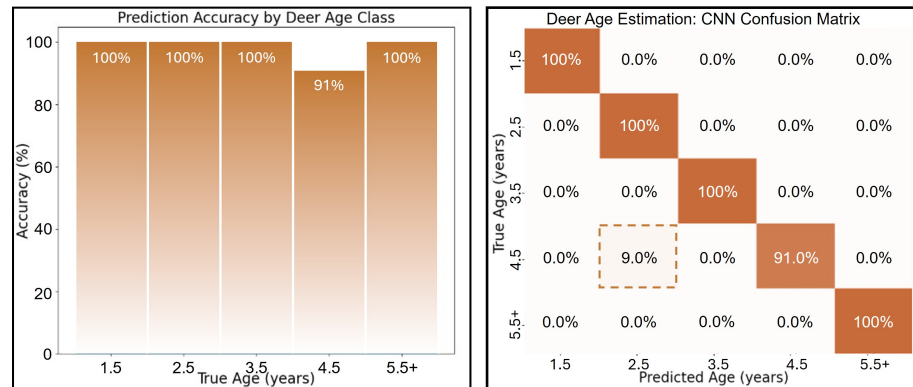 Prediction Accuracy by Deer Age Class
Accuracy (%)
100
80
60
40
20
0
100%
100%
100%
91%
100%
1.5
2.5
3.5
4.5
5.5+
True Age (years)
Deer Age Estimation: CNN Confusion Matrix
True Age (years)
1.5 100% 0.0% 0.0% 0.0% 0.0%
2.5 0.0% 100% 0.0% 0.0% 0.0%
3.5 0.0% 0.0% 100% 0.0% 0.0%
4.5 0.0% 9.0% 0.0% 91.0% 0.0%
5.5+ 0.0% 0.0% 0.0% 0.0% 100%
1.5 2.5 3.5 4.5 5.5+
Predicted Age (years)